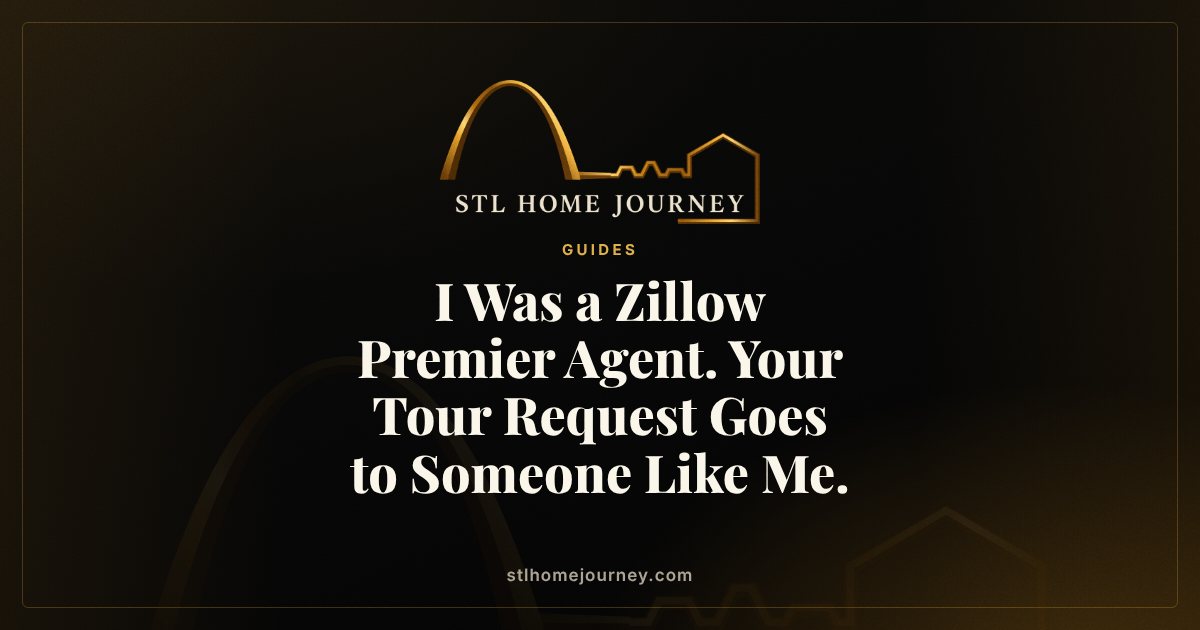 STL HOME JOURNEY
GUIDES
I Was a Zillow
Premier Agent. Your
Tour Request Goes
to Someone Like Me.
stlhomejourney.com